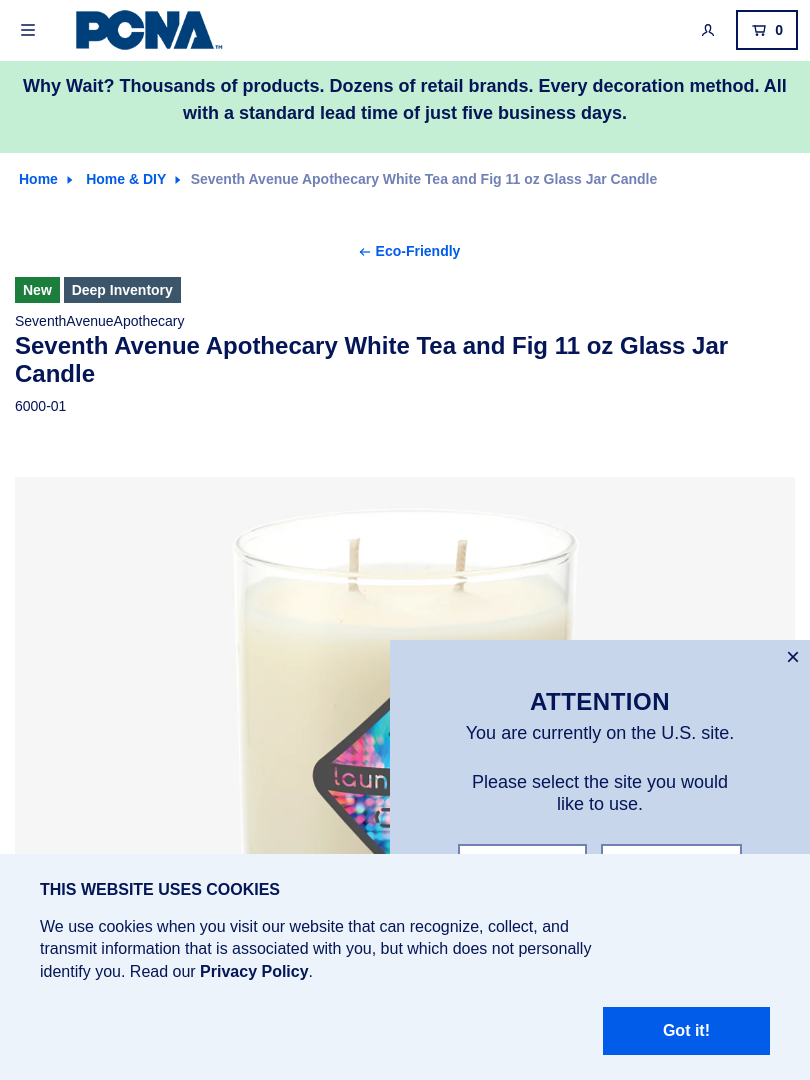 PCNA™
0
Why Wait? Thousands of products. Dozens of retail brands. Every decoration method. All
with a standard lead time of just five business days.
Home
Home & DIY
Seventh Avenue Apothecary White Tea and Fig 11 oz Glass Jar Candle
Eco-Friendly
New
Deep Inventory
SeventhAvenueApothecary
Seventh Avenue Apothecary White Tea and Fig 11 oz Glass Jar
Candle
6000-01
ATTENTION
You are currently on the U.S. site.
Please select the site you would
like to use.
THIS WEBSITE USES COOKIES
We use cookies when you visit our website that can recognize, collect, and
transmit information that is associated with you, but which does not personally
identify you. Read our Privacy Policy.
Got it!